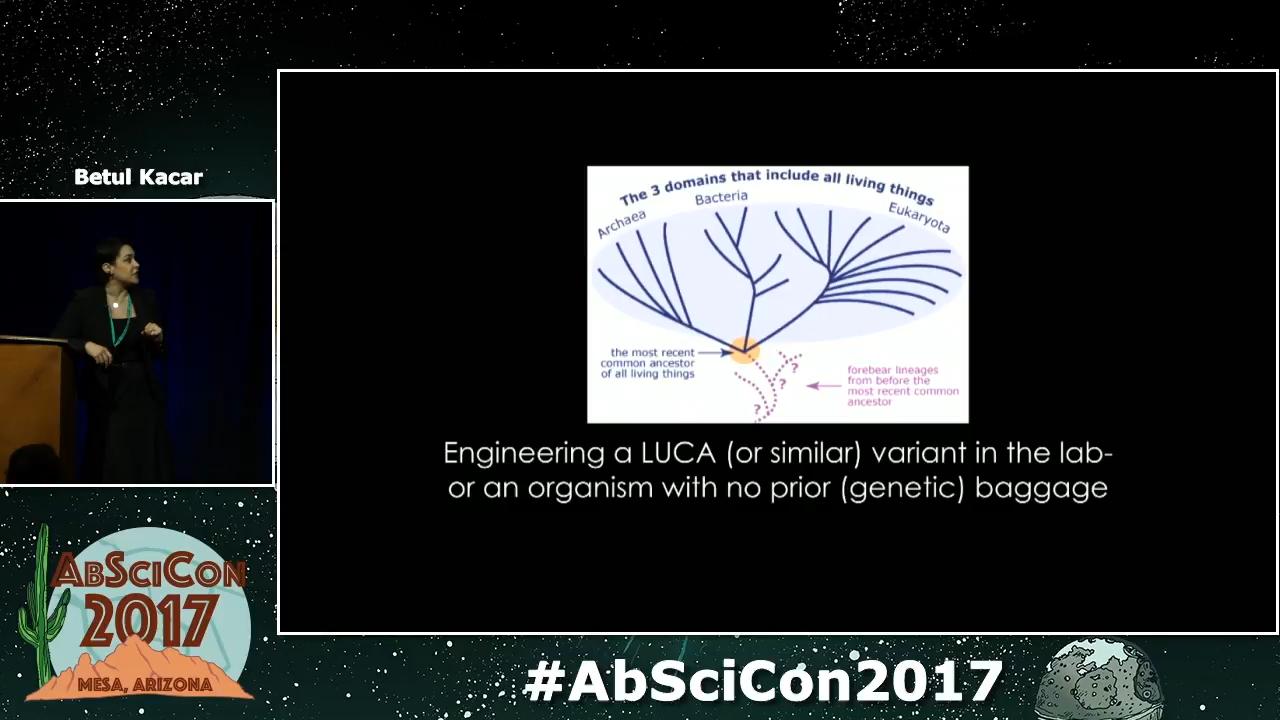 Betul Kacar
The 3 domains that include all living things
Archaea
Bacteria
Eukaryota
the most recent
common ancestor
of all living things
?
?
?
forebear lineages
from before the
most recent common
ancestor
Engineering a LUCA (or similar) variant in the lab-
or an organism with no prior (genetic) baggage
AbSciCon
2017
MESA, ARIZONA
#AbSciCon2017